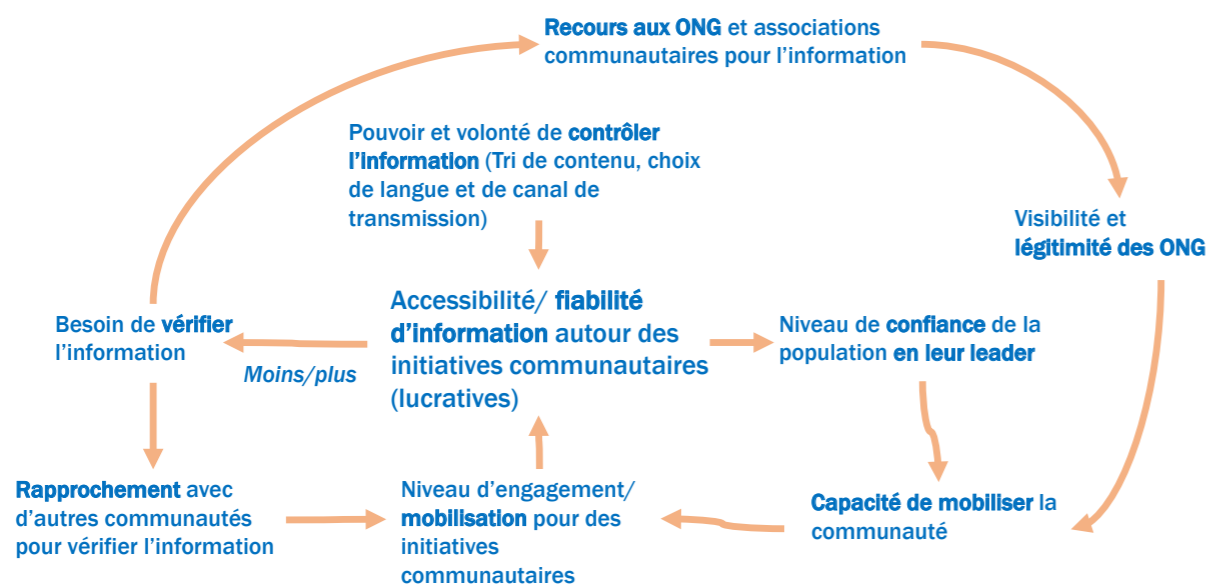 Recours aux ONG et associations
communautaires pour l'information
Pouvoir et volonté de contrôler
l'information (Tri de contenu, choix
de langue et de canal de
transmission)
Visibilité et
légitimité des ONG
Accessibilité/ fiabilité
d'information autour des
initiatives communautaires
(lucratives)
Besoin de vérifier
l'information
Moins/plus
Niveau de confiance de la
population en leur leader
Rapprochement avec
d'autres communautés
pour vérifier l'information
Niveau d'engagement/
mobilisation pour des
initiatives
communautaires
Capacité de mobiliser la
communauté